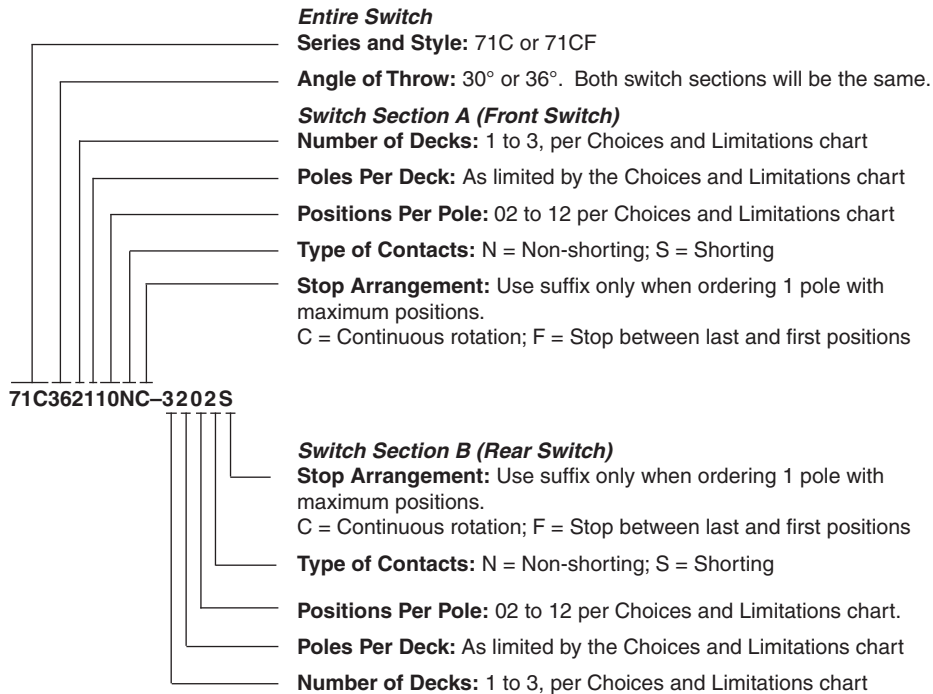 Entire Switch
Series and Style: 71C or 71CF
Angle of Throw: 30° or 36°.  Both switch sections will be the same.
Switch Section A (Front Switch)
Number of Decks: 1 to 3, per Choices and Limitations chart
Poles Per Deck: As limited by the Choices and Limitations chart
Positions Per Pole: 02 to 12 per Choices and Limitations chart
Type of Contacts: N = Non-shorting; S = Shorting
Stop Arrangement: Use suffix only when ordering 1 pole with
maximum positions.
C = Continuous rotation; F = Stop between last and first positions
71C362110NC–3202S
Switch Section B (Rear Switch)
Stop Arrangement: Use suffix only when ordering 1 pole with
maximum positions.
C = Continuous rotation; F = Stop between last and first positions
Type of Contacts: N = Non-shorting; S = Shorting
Positions Per Pole: 02 to 12 per Choices and Limitations chart.
Poles Per Deck: As limited by the Choices and Limitations chart
Number of Decks: 1 to 3, per Choices and Limitations chart